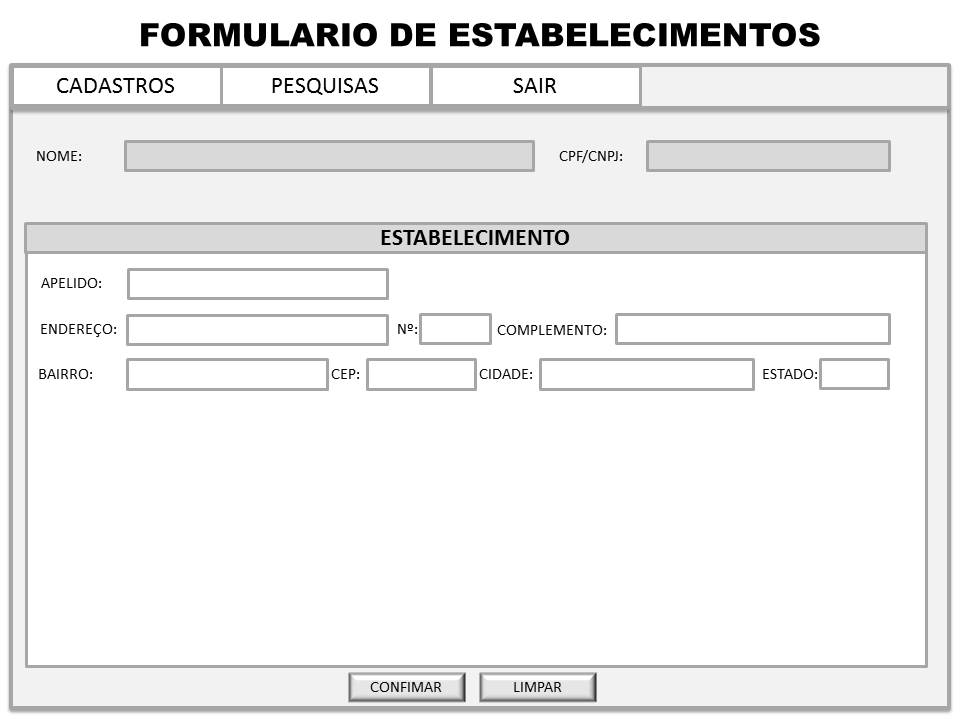 FORMULARIO DE ESTABELECIMENTOS
CADASTROS PESQUISAS SAIR
NOME: CPF/CNPJ:
ESTABELECIMENTO
APELIDO:
ENDEREÇO: Nº: COMPLEMENTO:
BAIRRO: CEP: CIDADE: ESTADO:
CONFIMAR LIMPAR